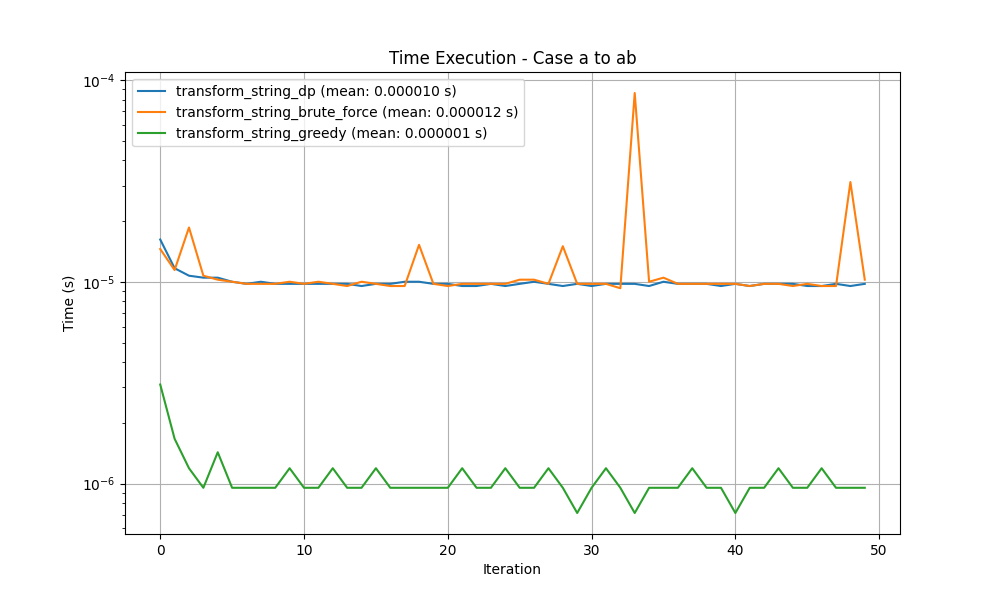 Time Execution - Case a to ab
transform_string_dp (mean: 0.000010 s)
transform_string_brute_force (mean: 0.000012 s)
transform_string_greedy (mean: 0.000001 s)
Time (s)
10⁻⁴
10⁻⁵
10⁻⁶
0 10 20 30 40 50
Iteration